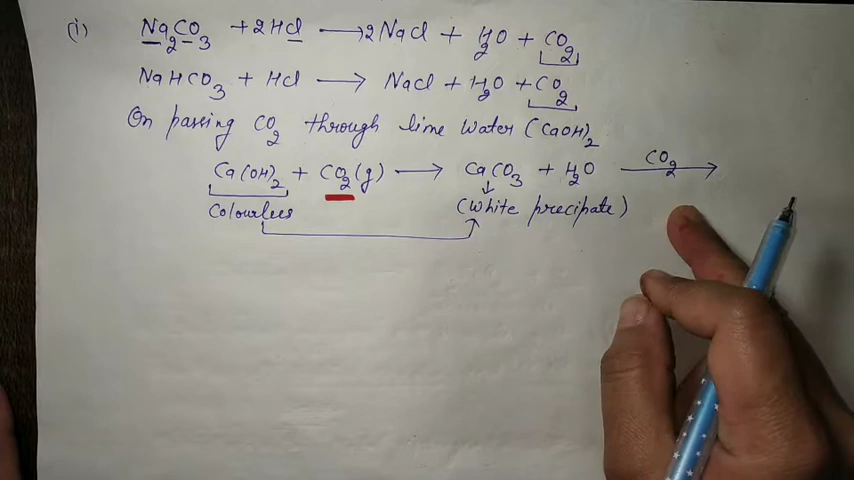 (i) Na2CO3 + 2HCl → 2NaCl + H2O + CO2
NaHCO3 + HCl → NaCl + H2O + CO2
On passing CO2 through lime water (CaOH)2
Ca(OH)2 + CO2(g) → CaCO3 + H2O CO2 →
Colourless (White precipate)